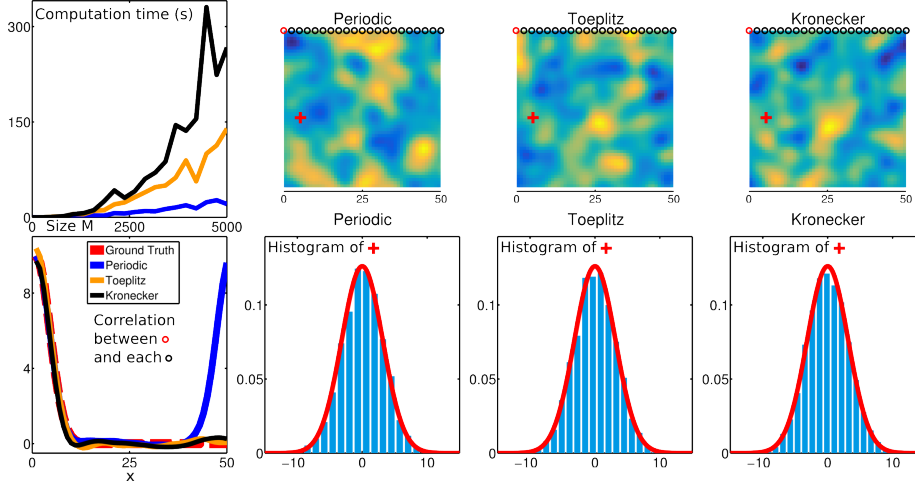 Computation time (s)
300
150
0
0 Size M 2500 5000
Periodic
0 25 50
Toeplitz
0 25 50
Kronecker
0 25 50
Ground Truth
Periodic
Toeplitz
Kronecker
Correlation
between
and each
8
4
0
0 25 50
x
Periodic
Histogram of
0.1
0.05
0
−10 0 10
Toeplitz
Histogram of
0.1
0.05
0
−10 0 10
Kronecker
Histogram of
0.1
0.05
0
−10 0 10